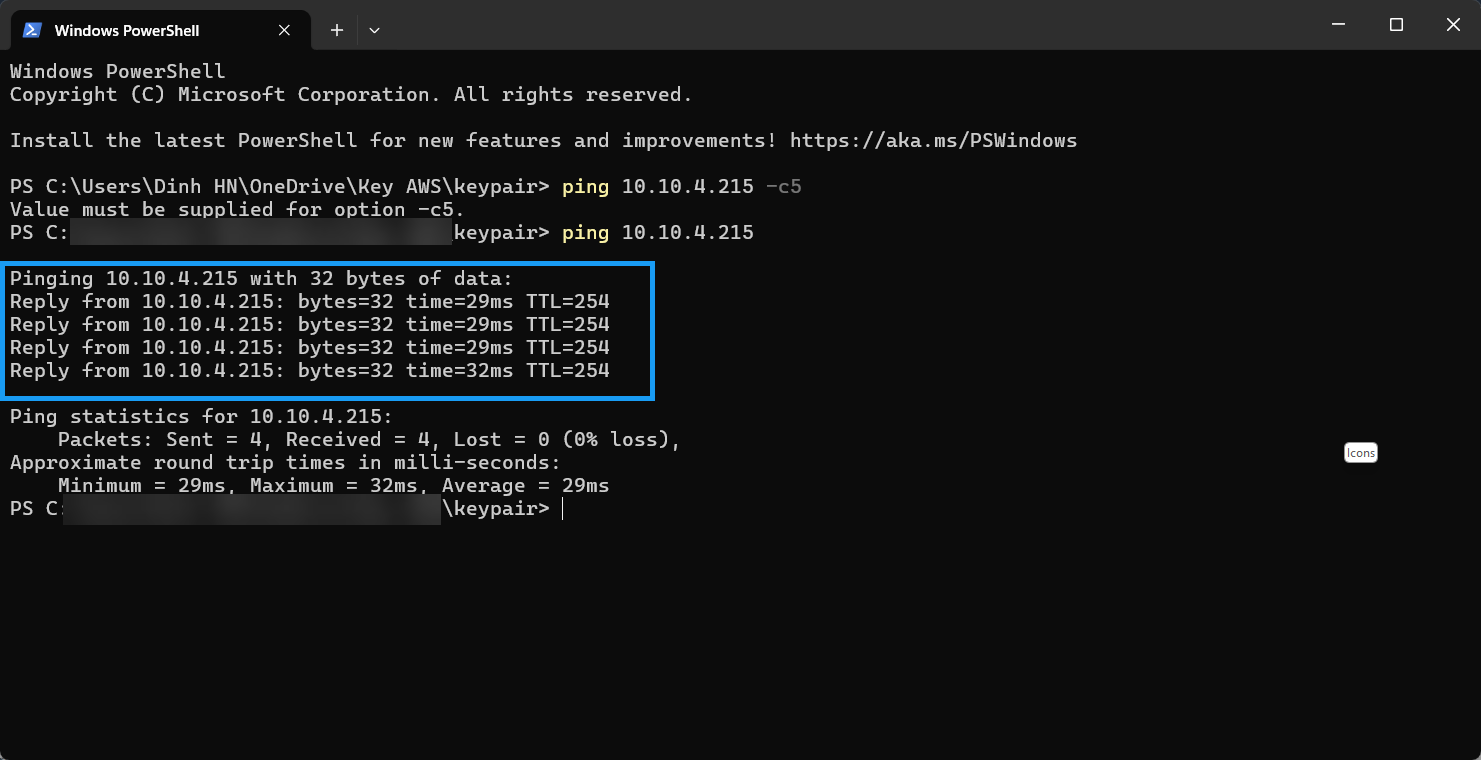 Windows PowerShell
Windows PowerShell
Copyright (C) Microsoft Corporation. All rights reserved.
Install the latest PowerShell for new features and improvements! https://aka.ms/PSWindows
PS C:\Users\Dinh HN\OneDrive\Key AWS\keypair> ping 10.10.4.215 -c5
Value must be supplied for option -c5.
PS C: keypair> ping 10.10.4.215
Pinging 10.10.4.215 with 32 bytes of data:
Reply from 10.10.4.215: bytes=32 time=29ms TTL=254
Reply from 10.10.4.215: bytes=32 time=29ms TTL=254
Reply from 10.10.4.215: bytes=32 time=29ms TTL=254
Reply from 10.10.4.215: bytes=32 time=32ms TTL=254
Ping statistics for 10.10.4.215:
    Packets: Sent = 4, Received = 4, Lost = 0 (0% loss),
Icons
Approximate round trip times in milli-seconds:
    Minimum = 29ms, Maximum = 32ms, Average = 29ms
PS C: \keypair>